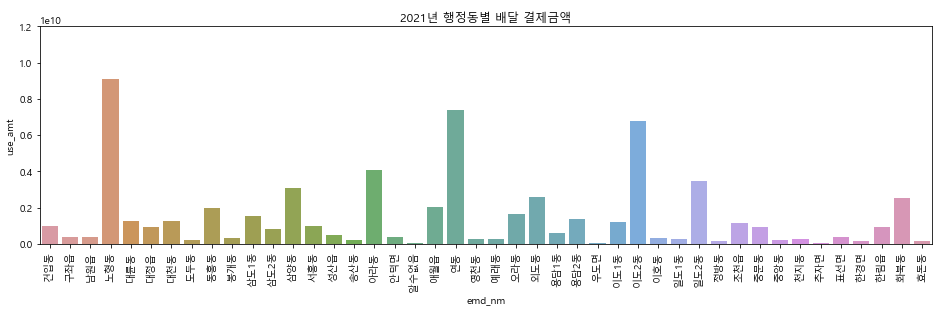 2021년 행정동별 배달 결제금액
1e10
1.2
1.0
0.8
0.6
0.4
0.2
0.0
use_amt
건입동 구좌읍 남원읍 노형동 대륜동 대정읍 대천동 도두동 동홍동 봉개동 삼도1동 삼도2동 삼양동 서홍동 성산읍 송산동 아라동 안덕면 알수없음 애월읍 연동 영천동 예래동 오라동 외도동 용담1동 용담2동 우도면 이도1동 이도2동 이호동 일도1동 일도2동 정방동 조천읍 중문동 중앙동 천지동 추자면 표선면 한경면 한림읍 화북동 효돈동
emd_nm